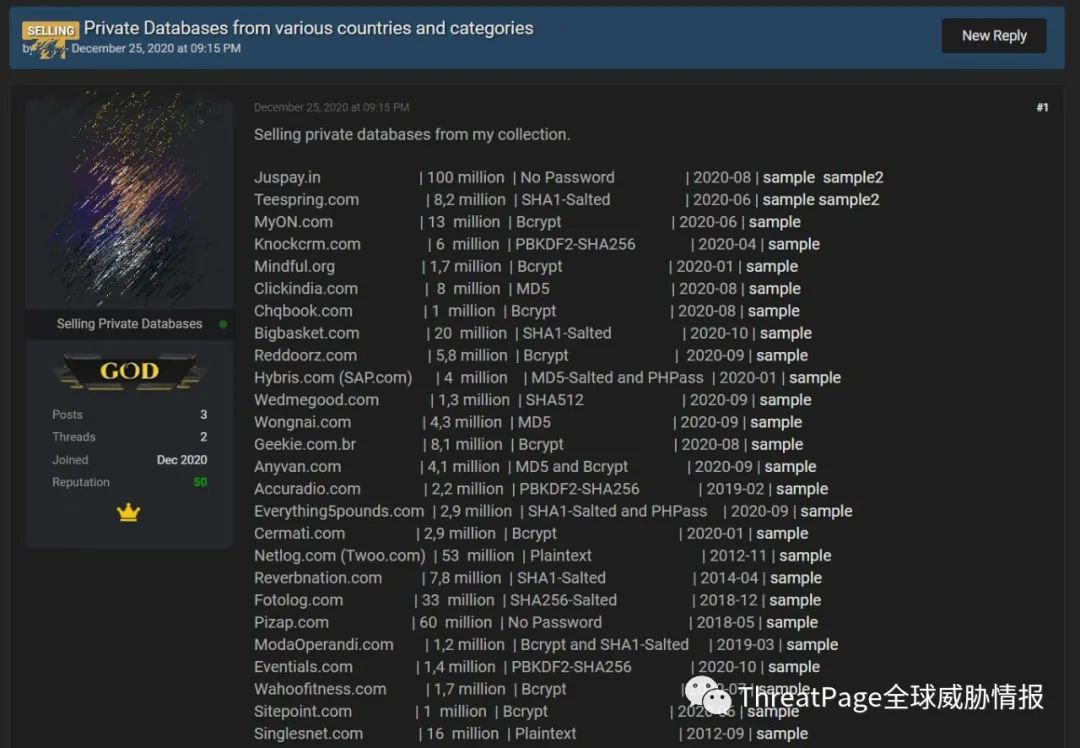 SELLING Private Databases from various countries and categories
by December 25, 2020 at 09:15 PM
New Reply
December 25, 2020 at 09:15 PM
#1
Selling private databases from my collection.
Juspay.in | 100 million | No Password | 2020-08 | sample sample2
Teespring.com | 8,2 million | SHA1-Salted | 2020-06 | sample sample2
MyON.com | 13 million | Bcrypt | 2020-06 | sample
Knockcrm.com | 6 million | PBKDF2-SHA256 | 2020-04 | sample
Mindful.org | 1,7 million | Bcrypt | 2020-01 | sample
Clickindia.com | 8 million | MD5 | 2020-08 | sample
Chqbook.com | 1 million | Bcrypt | 2020-08 | sample
Bigbasket.com | 20 million | SHA1-Salted | 2020-10 | sample
Reddoorz.com | 5,8 million | Bcrypt | 2020-09 | sample
Hybris.com (SAP.com) | 4 million | MD5-Salted and PHPass | 2020-01 | sample
Wedmegood.com | 1,3 million | SHA512 | 2020-09 | sample
Wongnai.com | 4,3 million | MD5 | 2020-09 | sample
Geekie.com.br | 8,1 million | Bcrypt | 2020-08 | sample
Anyvan.com | 4,1 million | MD5 and Bcrypt | 2020-09 | sample
Accuradio.com | 2,2 million | PBKDF2-SHA256 | 2019-02 | sample
Everything5pounds.com | 2,9 million | SHA1-Salted and PHPass | 2020-09 | sample
Cermati.com | 2,9 million | Bcrypt | 2020-01 | sample
Netlog.com (Twoo.com) | 53 million | Plaintext | 2012-11 | sample
Reverbnation.com | 7,8 million | SHA1-Salted | 2014-04 | sample
Fotolog.com | 33 million | SHA256-Salted | 2018-12 | sample
Pizap.com | 60 million | No Password | 2018-05 | sample
ModaOperandi.com | 1,2 million | Bcrypt and SHA1-Salted | 2019-03 | sample
Eventials.com | 1,4 million | PBKDF2-SHA256 | 2020-10 | sample
Wahoofitness.com | 1,7 million | Bcrypt | sample
Sitepoint.com | 1 million | Bcrypt | sample
Singlesnet.com | 16 million | Plaintext | 2012-09 | sample
Selling Private Databases
GOD
Posts 3
Threads 2
Joined Dec 2020
Reputation 50
ThreatPage全球威胁情报